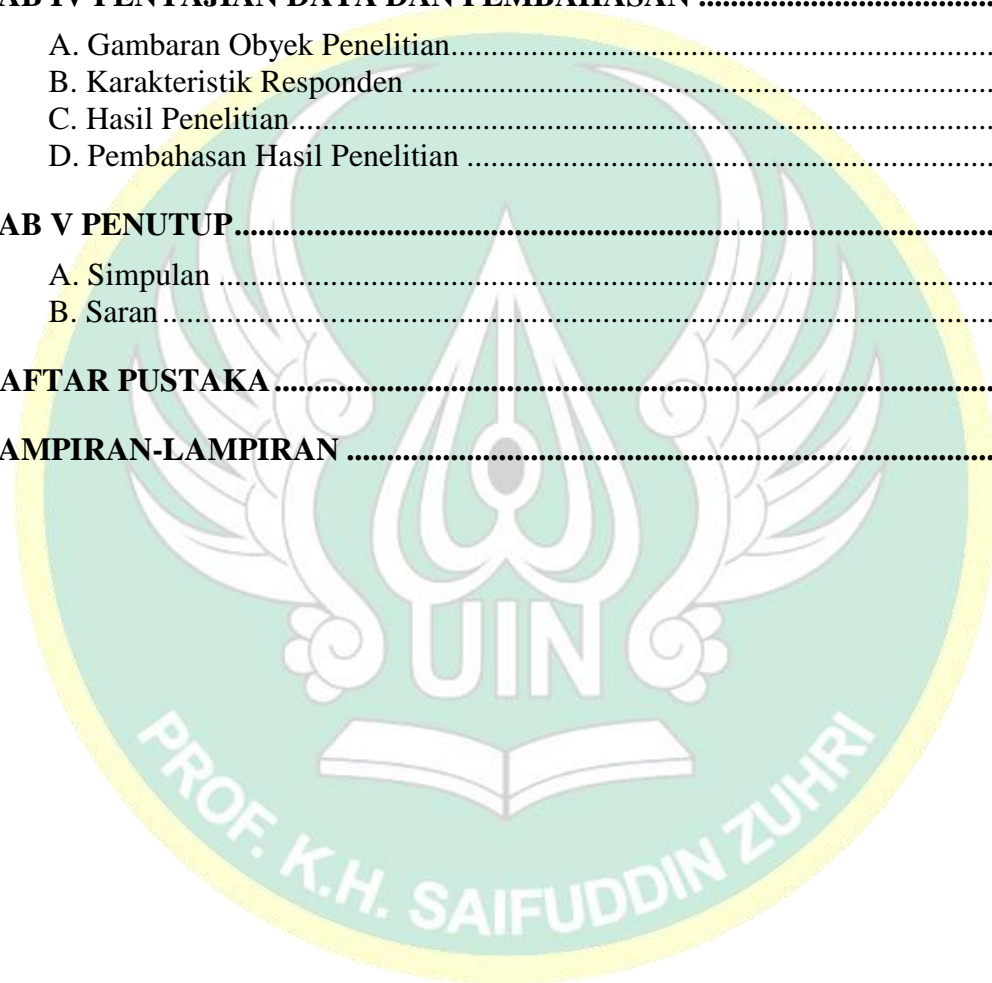 AB IV PENYAJIAN DATA DAN PEMBAHASAN ........................................
A. Gambaran Obyek Penelitian....................................................................
B. Karakteristik Responden .........................................................................
C. Hasil Penelitian........................................................................................
D. Pembahasan Hasil Penelitian ..................................................................
AB V PENUTUP...............................................................................................
A. Simpulan .................................................................................................
B. Saran ........................................................................................................
AFTAR PUSTAKA ..........................................................................................
AMPIRAN-LAMPIRAN .................................................................................
UIN
PROF. K.H. SAIFUDDIN ZUHRI